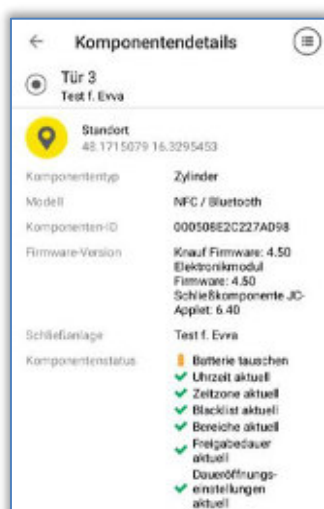 Komponentendetails
Tür 3
Test f. Evva
Standort
48.1715079 16.3295453
Komponententyp Zylinder
Modell NFC / Bluetooth
Komponenten-ID 000508E2C227AD98
Firmware-Version Knauf Firmware: 4.50
Elektronikmodul
Firmware: 4.50
Schließkomponente JC-
Applet: 6.40
Schließanlage Test f. Evva
Komponentenstatus Batterie tauschen
Uhrzeit aktuell
Zeitzone aktuell
Blacklist aktuell
Bereiche aktuell
Freigabedauer
aktuell
Daueröffnungs-
einstellungen
aktuell